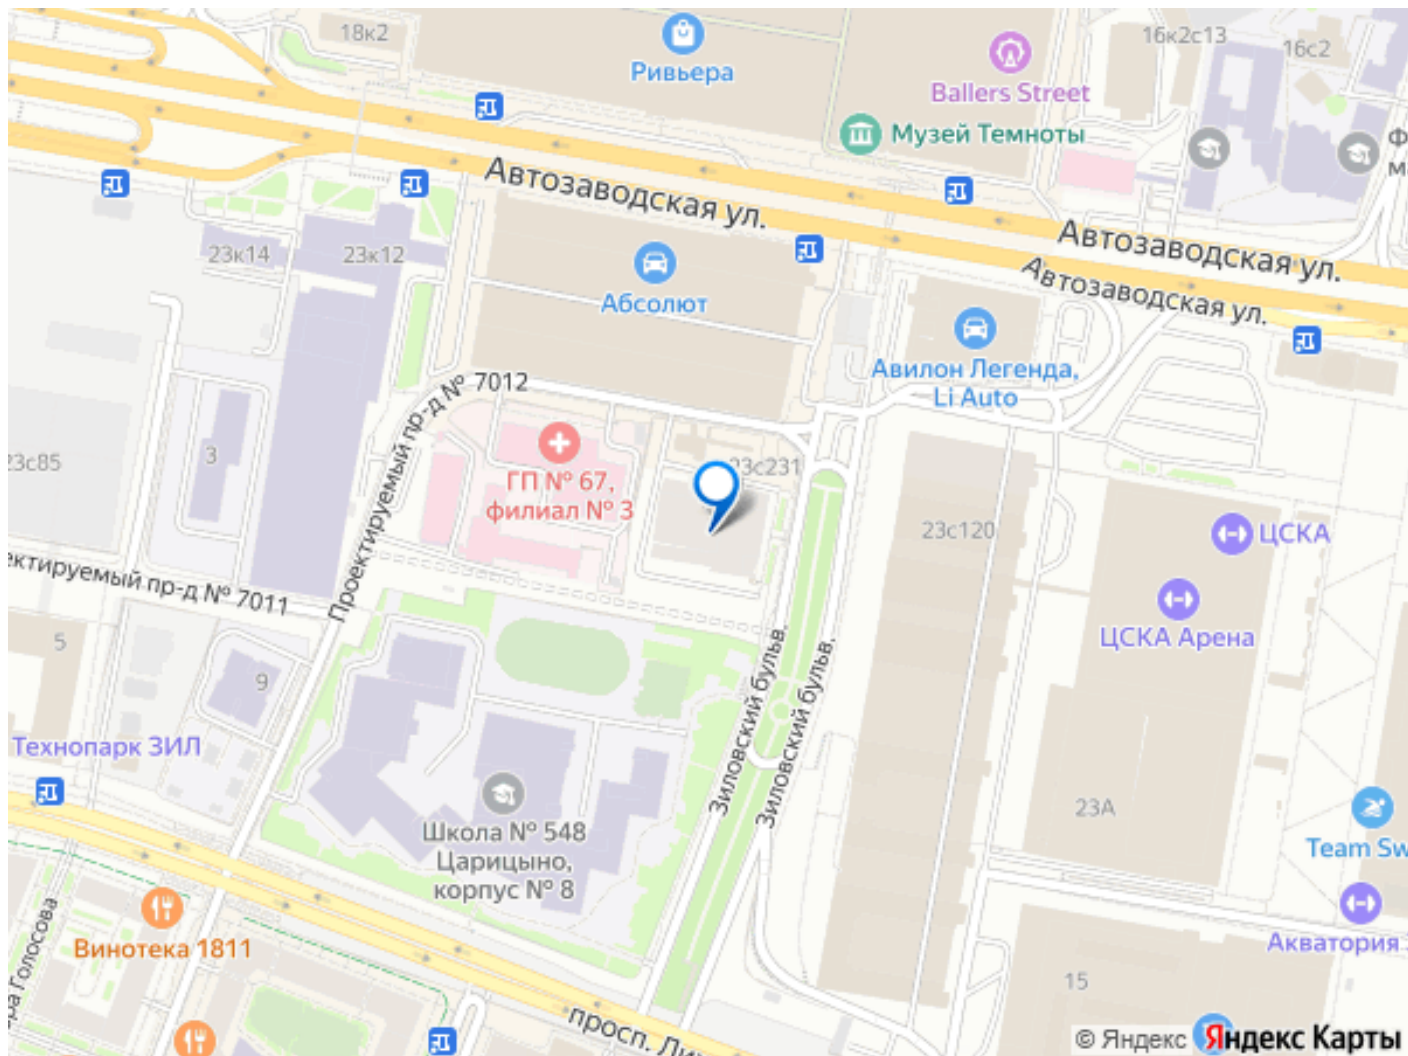 18к2
Ривьера
Ballers Street
16к2с13
16с2
Музей Темноты
Автозаводская ул.
Автозаводская ул.
Автозаводская ул.
23к14
23к12
Абсолют
Авилон Легенда,
Li Auto
Проектируемый пр-д № 7012
3
23с85
ГП № 67,
филиал № 3
23с231
23с120
ЦСКА
ЦСКА Арена
ектируемый пр-д № 7011
5
9
Технопарк ЗИЛ
Зиловский бульв.
Зиловский бульв.
23А
Школа № 548
Царицыно,
корпус № 8
Team Sw
Винотека 1811
Акватория
ра Голосова
15
просп. Ли
© Яндекс Яндекс Карты